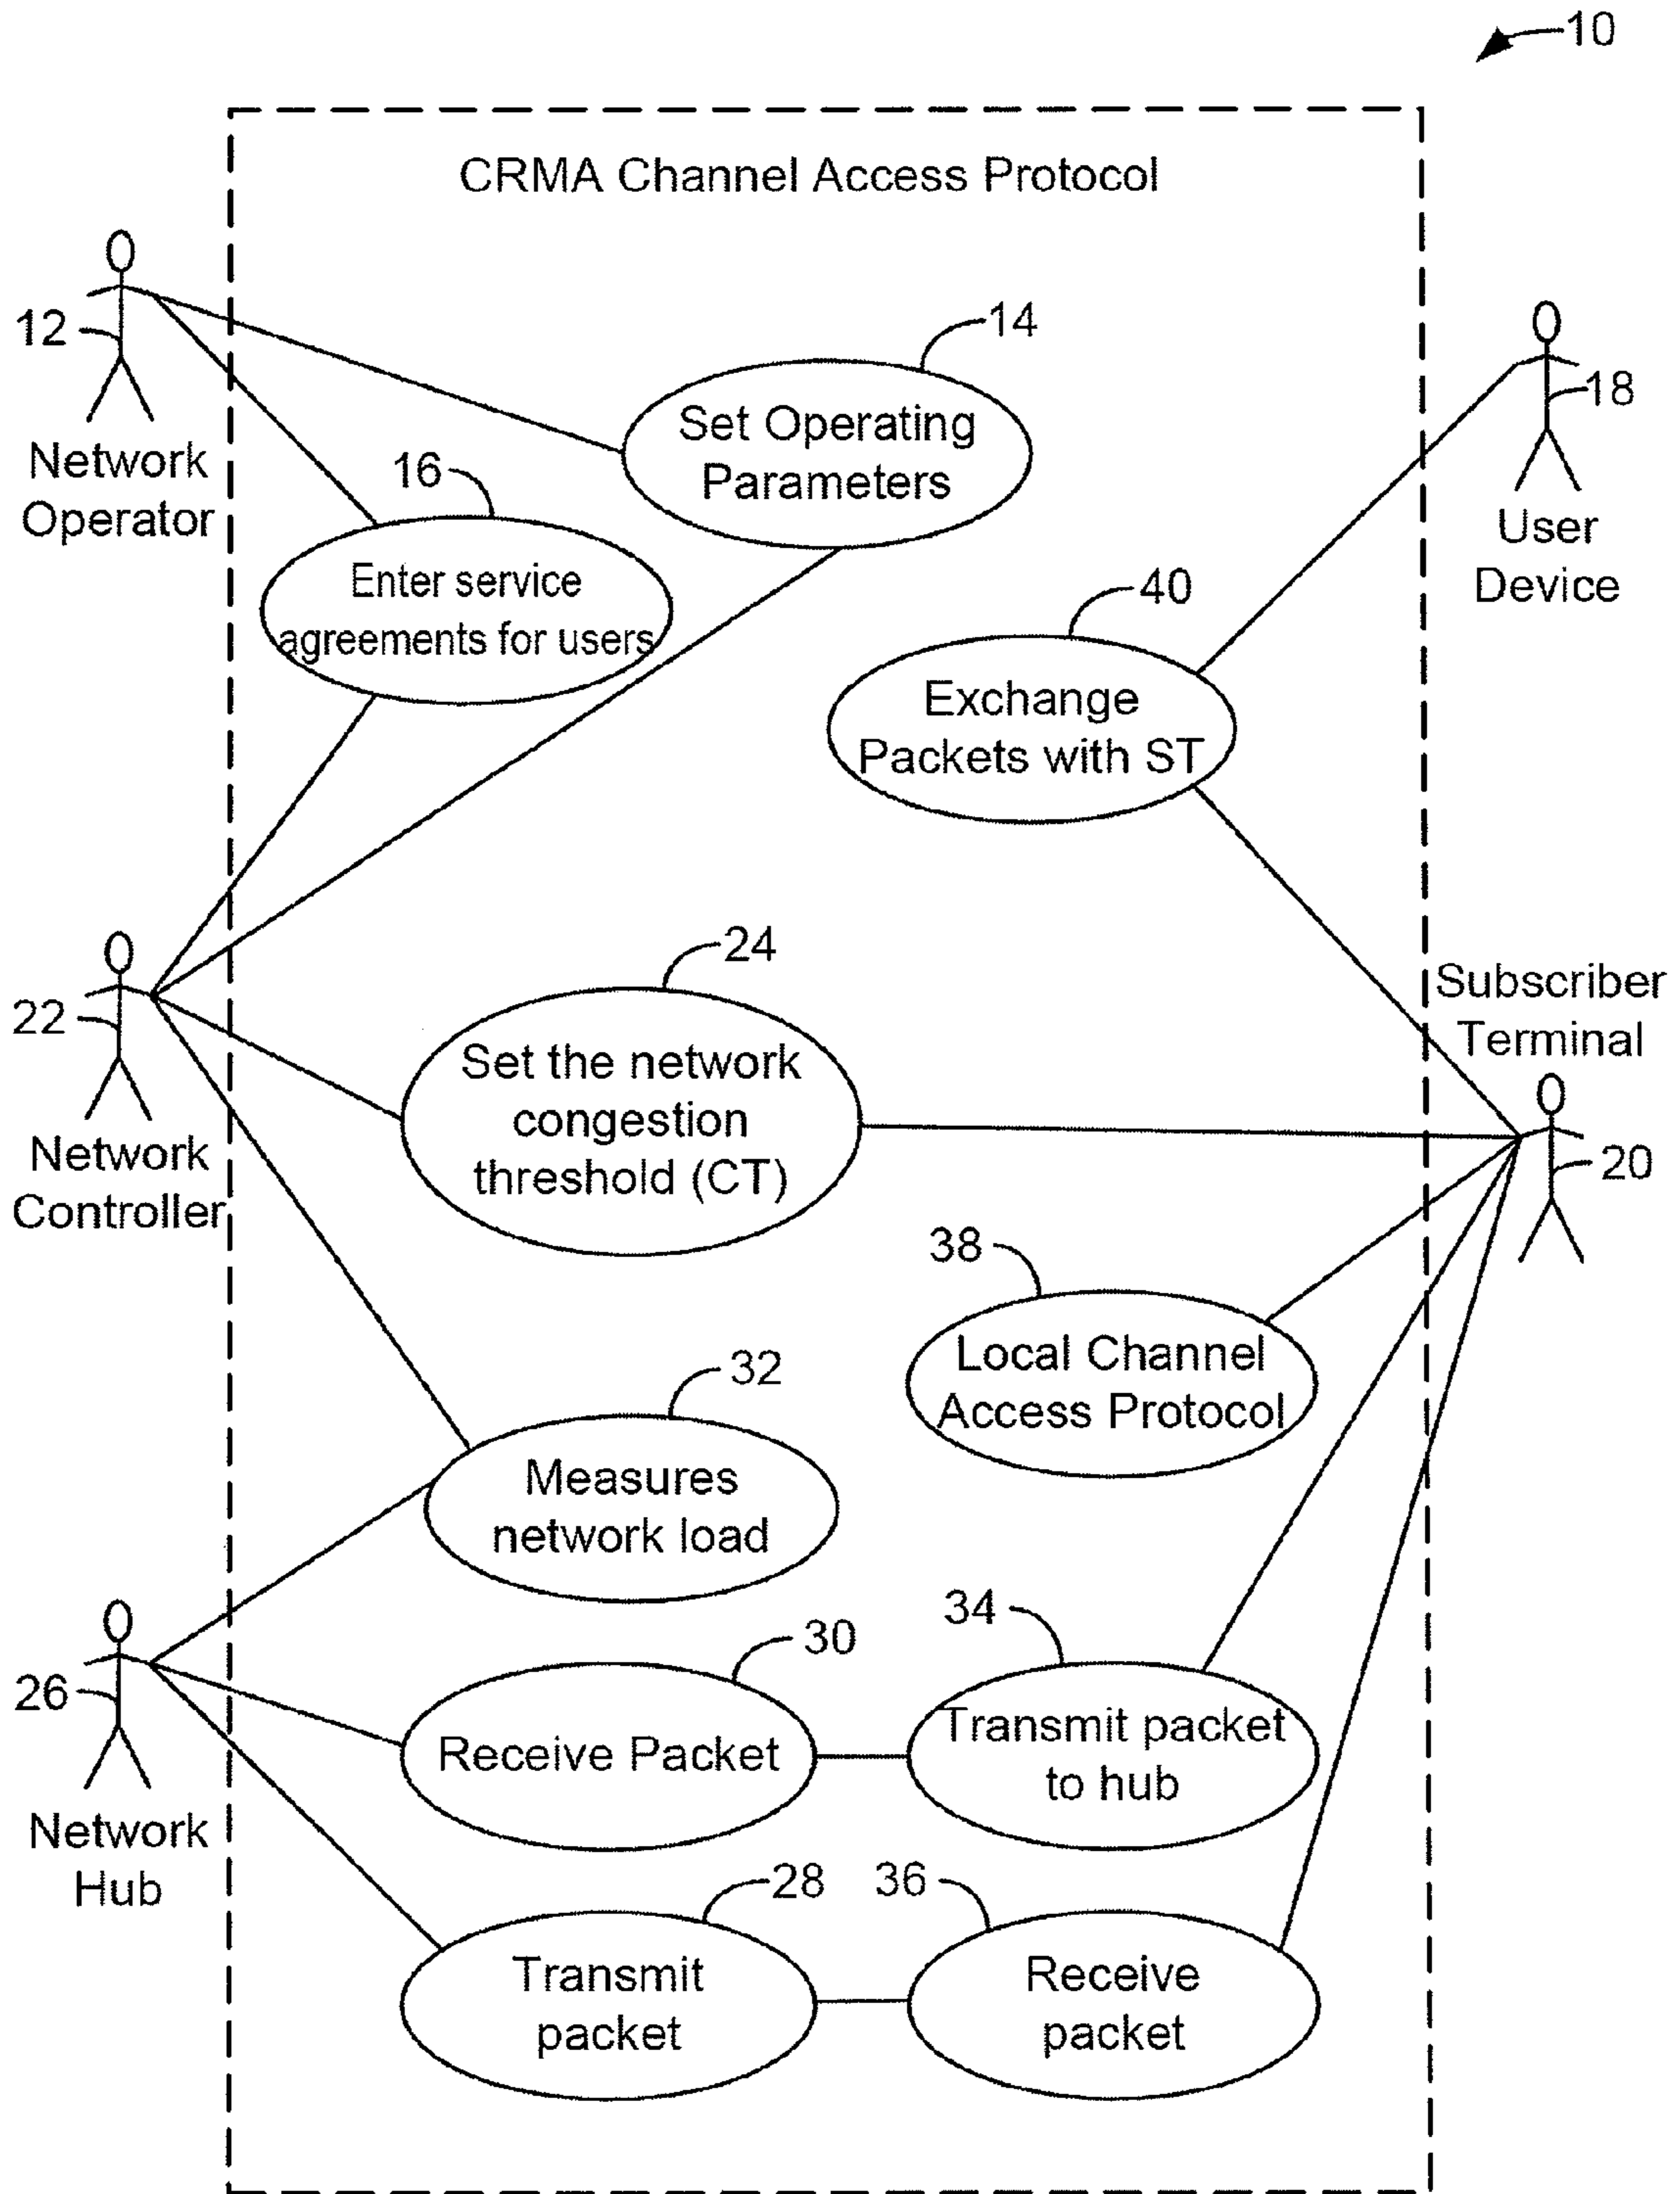 10
CRMA Channel Access Protocol
12
Network
Operator
14
Set Operating
Parameters
16
Enter service
agreements for users
18
User
Device
40
Exchange
Packets with ST
22
Network
Controller
24
Set the network
congestion
threshold (CT)
Subscriber
Terminal
20
38
Local Channel
Access Protocol
32
Measures
network load
26
Network
Hub
30
Receive Packet
34
Transmit packet
to hub
28
Transmit
packet
36
Receive
packet